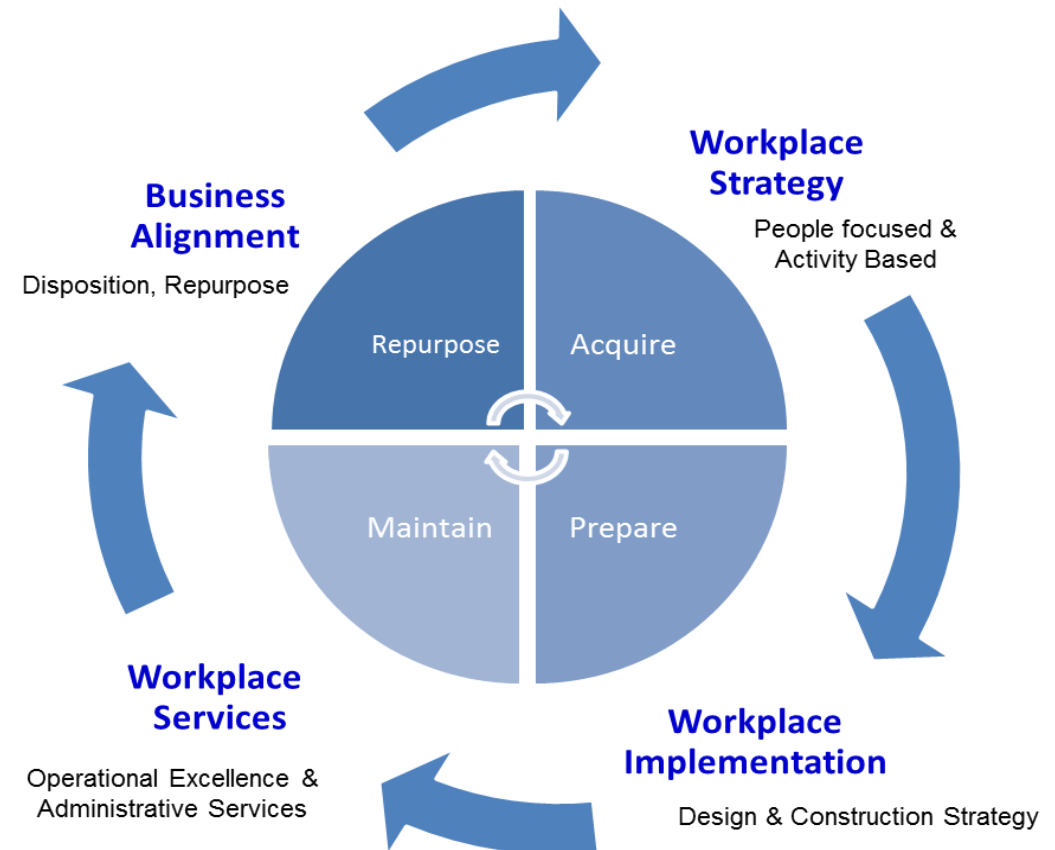 Workplace
Strategy
People focused &
Activity Based
Business
Alignment
Disposition, Repurpose
Repurpose
Acquire
Maintain
Prepare
Workplace
Services
Operational Excellence &
Administrative Services
Workplace
Implementation
Design & Construction Strategy